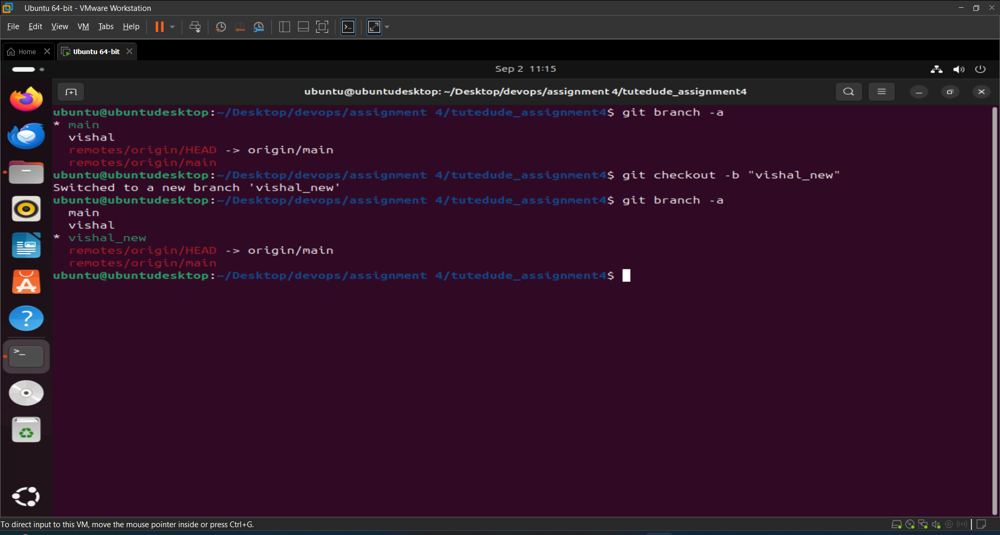 Ubuntu 64-bit - VMware Workstation
File Edit View VM Tabs Help
Home Ubuntu 64-bit
Sep 2 11:15
ubuntu@ubuntudesktop: ~/Desktop/devops/assignment 4/tutedude_assignment4
ubuntu@ubuntudesktop:~/Desktop/devops/assignment 4/tutedude_assignment4$ git branch -a
* main
vishal
remotes/origin/HEAD -> origin/main
remotes/origin/main
ubuntu@ubuntudesktop:~/Desktop/devops/assignment 4/tutedude_assignment4$ git checkout -b "vishal_new"
Switched to a new branch 'vishal_new'
ubuntu@ubuntudesktop:~/Desktop/devops/assignment 4/tutedude_assignment4$ git branch -a
main
vishal
* vishal_new
remotes/origin/HEAD -> origin/main
remotes/origin/main
ubuntu@ubuntudesktop:~/Desktop/devops/assignment 4/tutedude_assignment4$
To direct input to this VM, move the mouse pointer inside or press Ctrl+G.